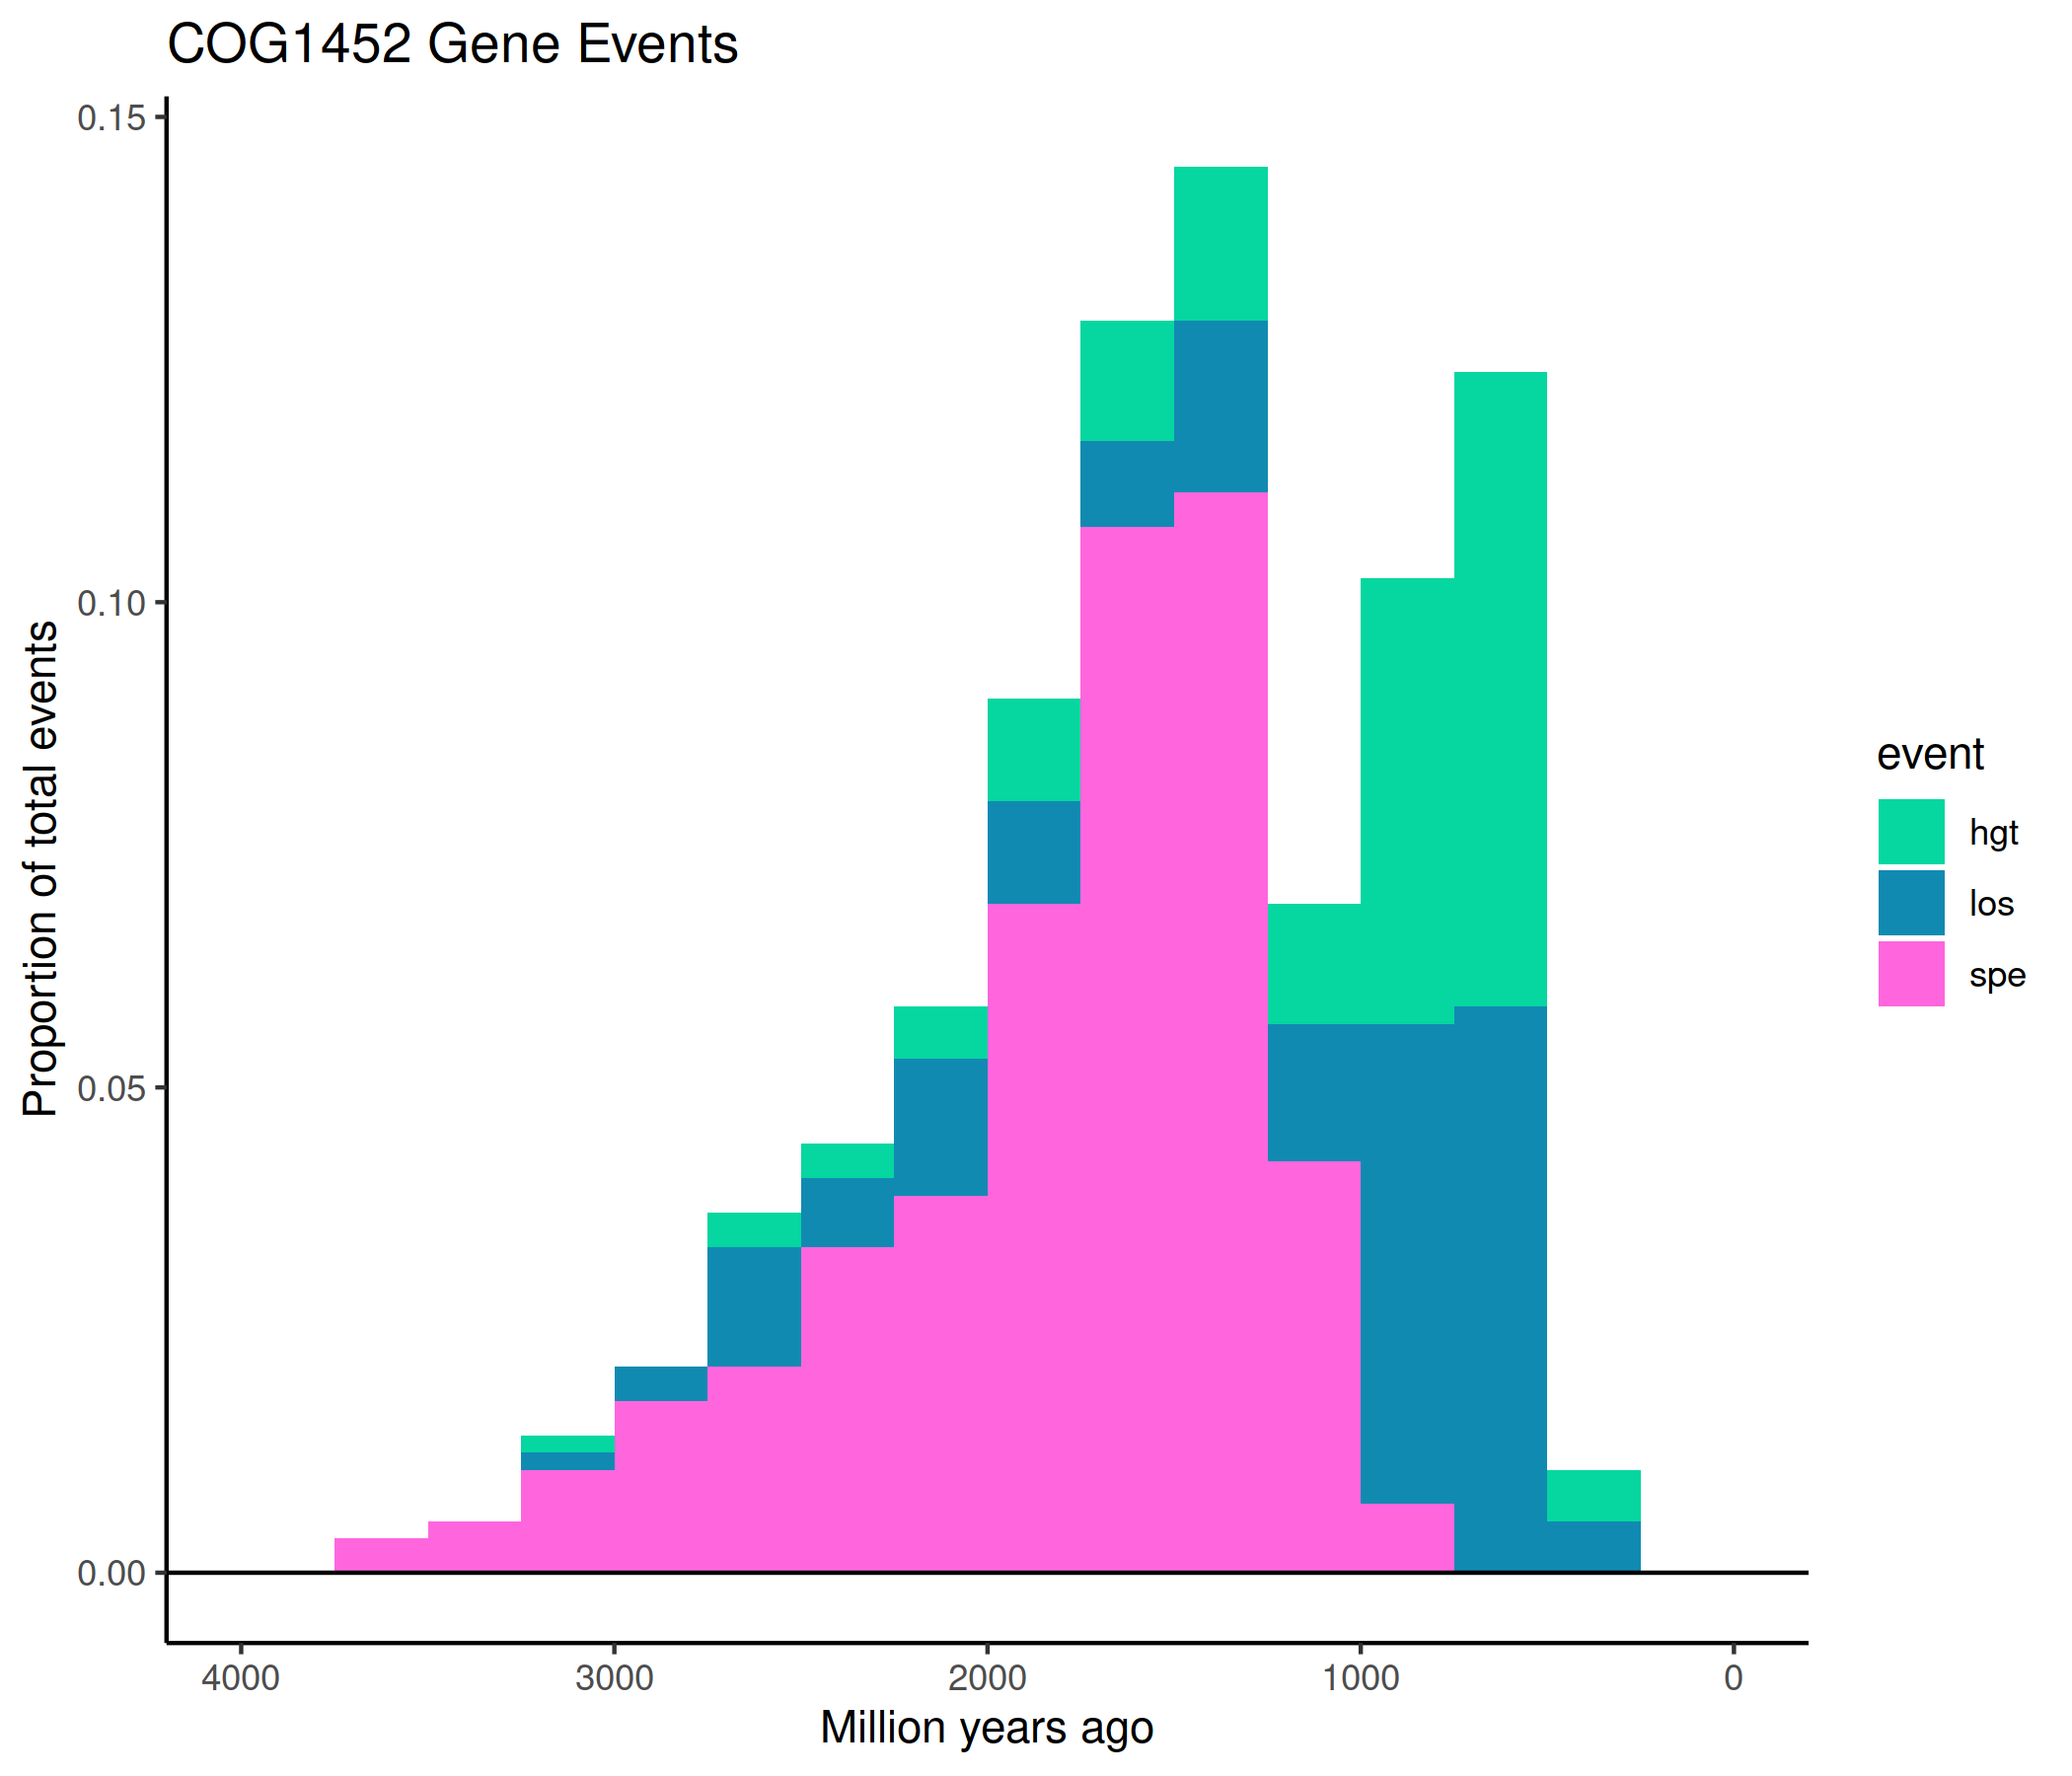 COG1452 Gene Events
Proportion of total events
0.15
0.10
0.05
0.00
4000 3000 2000 1000 0
Million years ago
event
hgt
los
spe